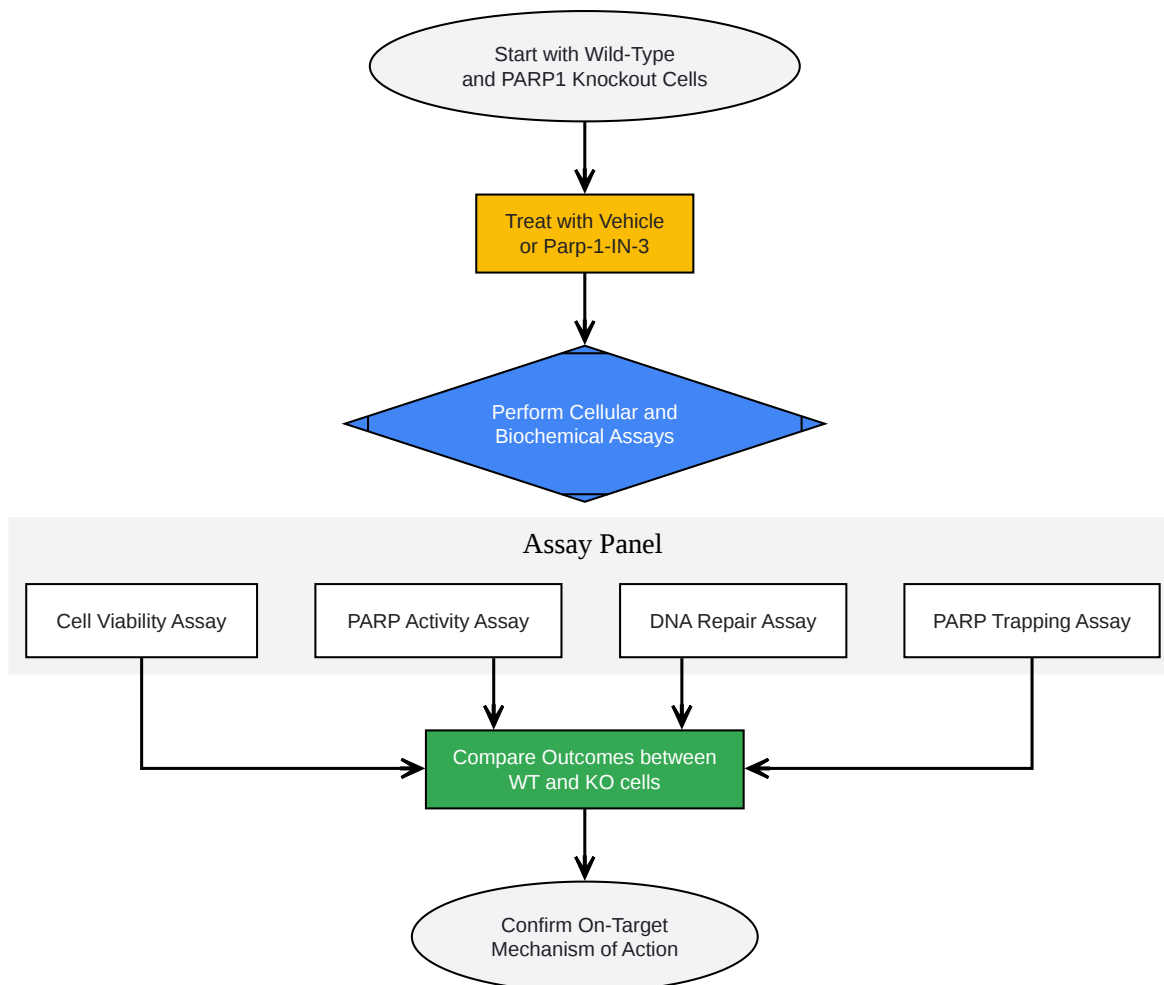 Start with Wild-Type
and PARP1 Knockout Cells
Treat with Vehicle
or Parp-1-IN-3
Perform Cellular and
Biochemical Assays
Assay Panel
Cell Viability Assay
PARP Activity Assay
DNA Repair Assay
PARP Trapping Assay
Compare Outcomes between
WT and KO cells
Confirm On-Target
Mechanism of Action